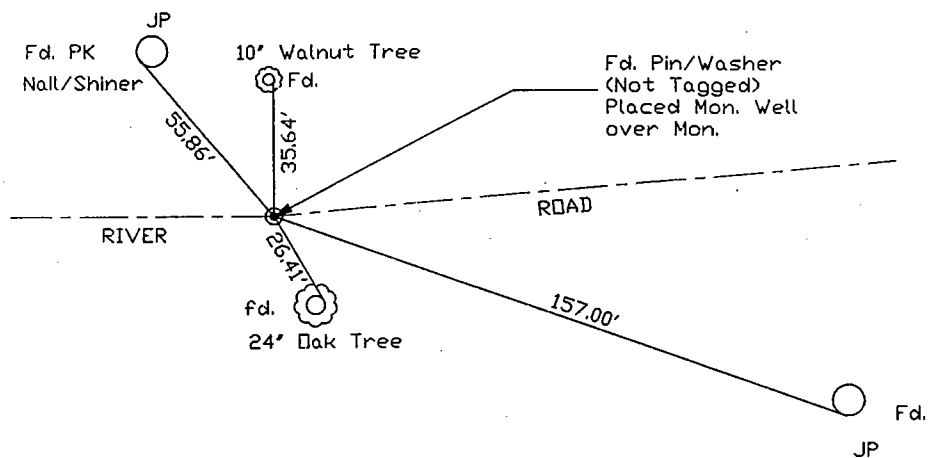 JP
Fd. PK
Nail/Shiner
10" Walnut Tree
Fd.
Fd. Pin/Washer
(Not Tagged)
Placed Mon. Well
over Mon.
55.86'
35.64'
ROAD
RIVER
26.41'
fd.
24" Oak Tree
157.00'
Fd.
JP